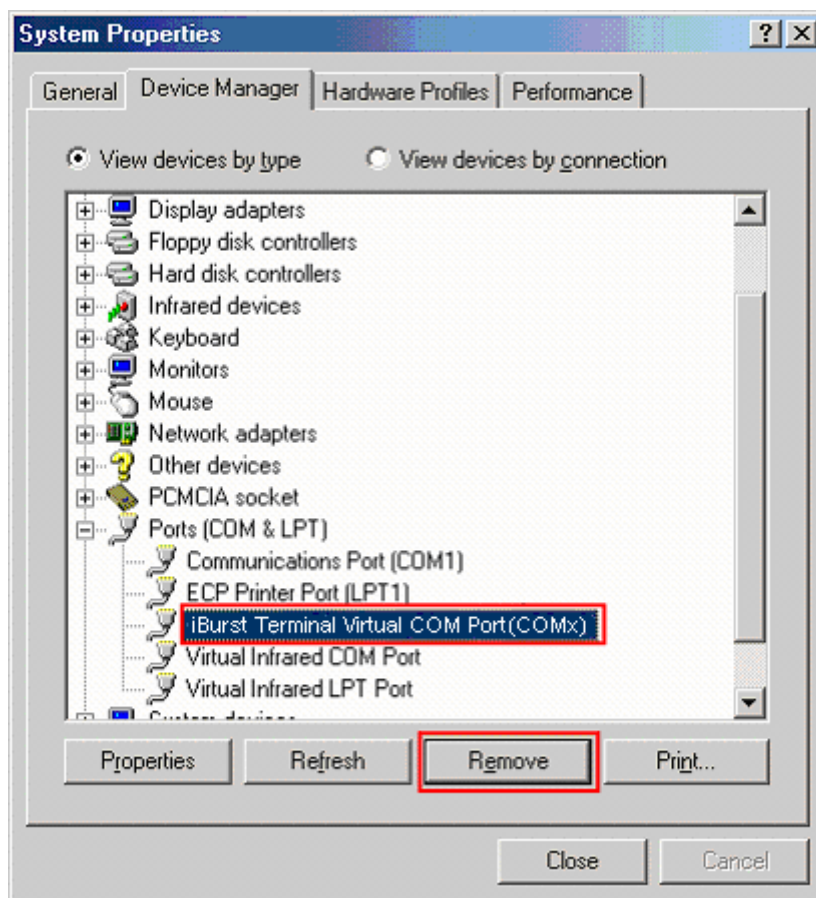 System Properties
General Device Manager Hardware Profiles Performance
View devices by type View devices by connection
Display adapters
Floppy disk controllers
Hard disk controllers
Infrared devices
Keyboard
Monitors
Mouse
Network adapters
Other devices
PCMCIA socket
Ports (COM & LPT)
Communications Port (COM1)
ECP Printer Port (LPT1)
iBurst Terminal Virtual COM Port(COMx)
Virtual Infrared COM Port
Virtual Infrared LPT Port
System devices
Properties Refresh Remove Print...
Close Cancel